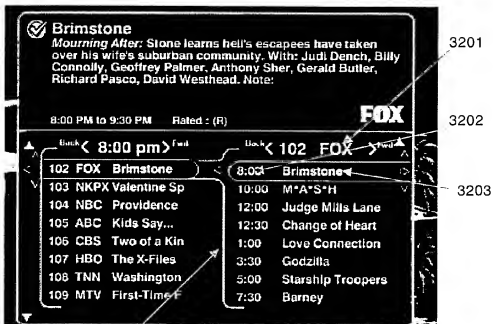 Brimstone
Mourning After: Stone learns hell's escapees have taken
over his wife's suburban community. With: Judi Dench, Billy
Connolly, Geoffrey Palmer, Anthony Sher, Gerald Butler,
Richard Pasco, David Westhead. Note:
8:00 PM to 9:30 PM Rated : (R)
FOX
Back < 8:00 pm > Fwd
102 FOX Brimstone
103 NKPX Valentine Sp
104 NBC Providence
105 ABC Kids Say...
106 CBS Two of a Kin
107 HBO The X-Files
108 TNN Washington
109 MTV First-Time F
Back < 102 FOX > Fwd
8:00 Brimstone
10:00 M*A*S*H
12:00 Judge Mills Lane
12:30 Change of Heart
1:00 Love Connection
3:30 Godzilla
5:00 Starship Troopers
7:30 Barney
3201
3202
3203